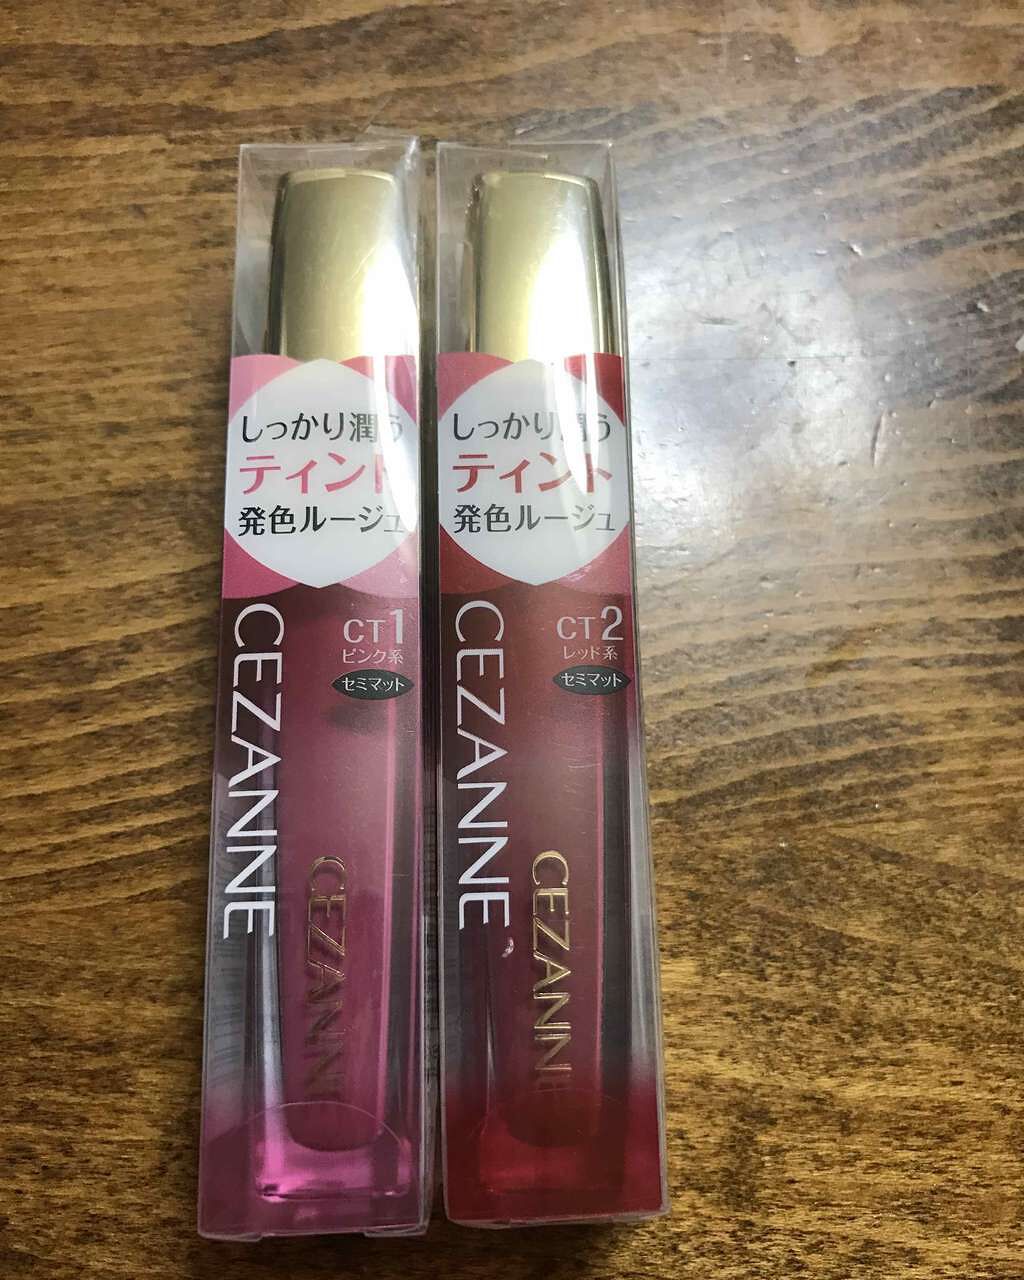 しっかり潤う
ティント
発色ルージュ
CT1
ピンク系
セミマット
CEZANNE
CEZANNE
しっかり潤う
ティント
発色ルージュ
CT2
レッド系
セミマット
CEZANNE
CEZANNE